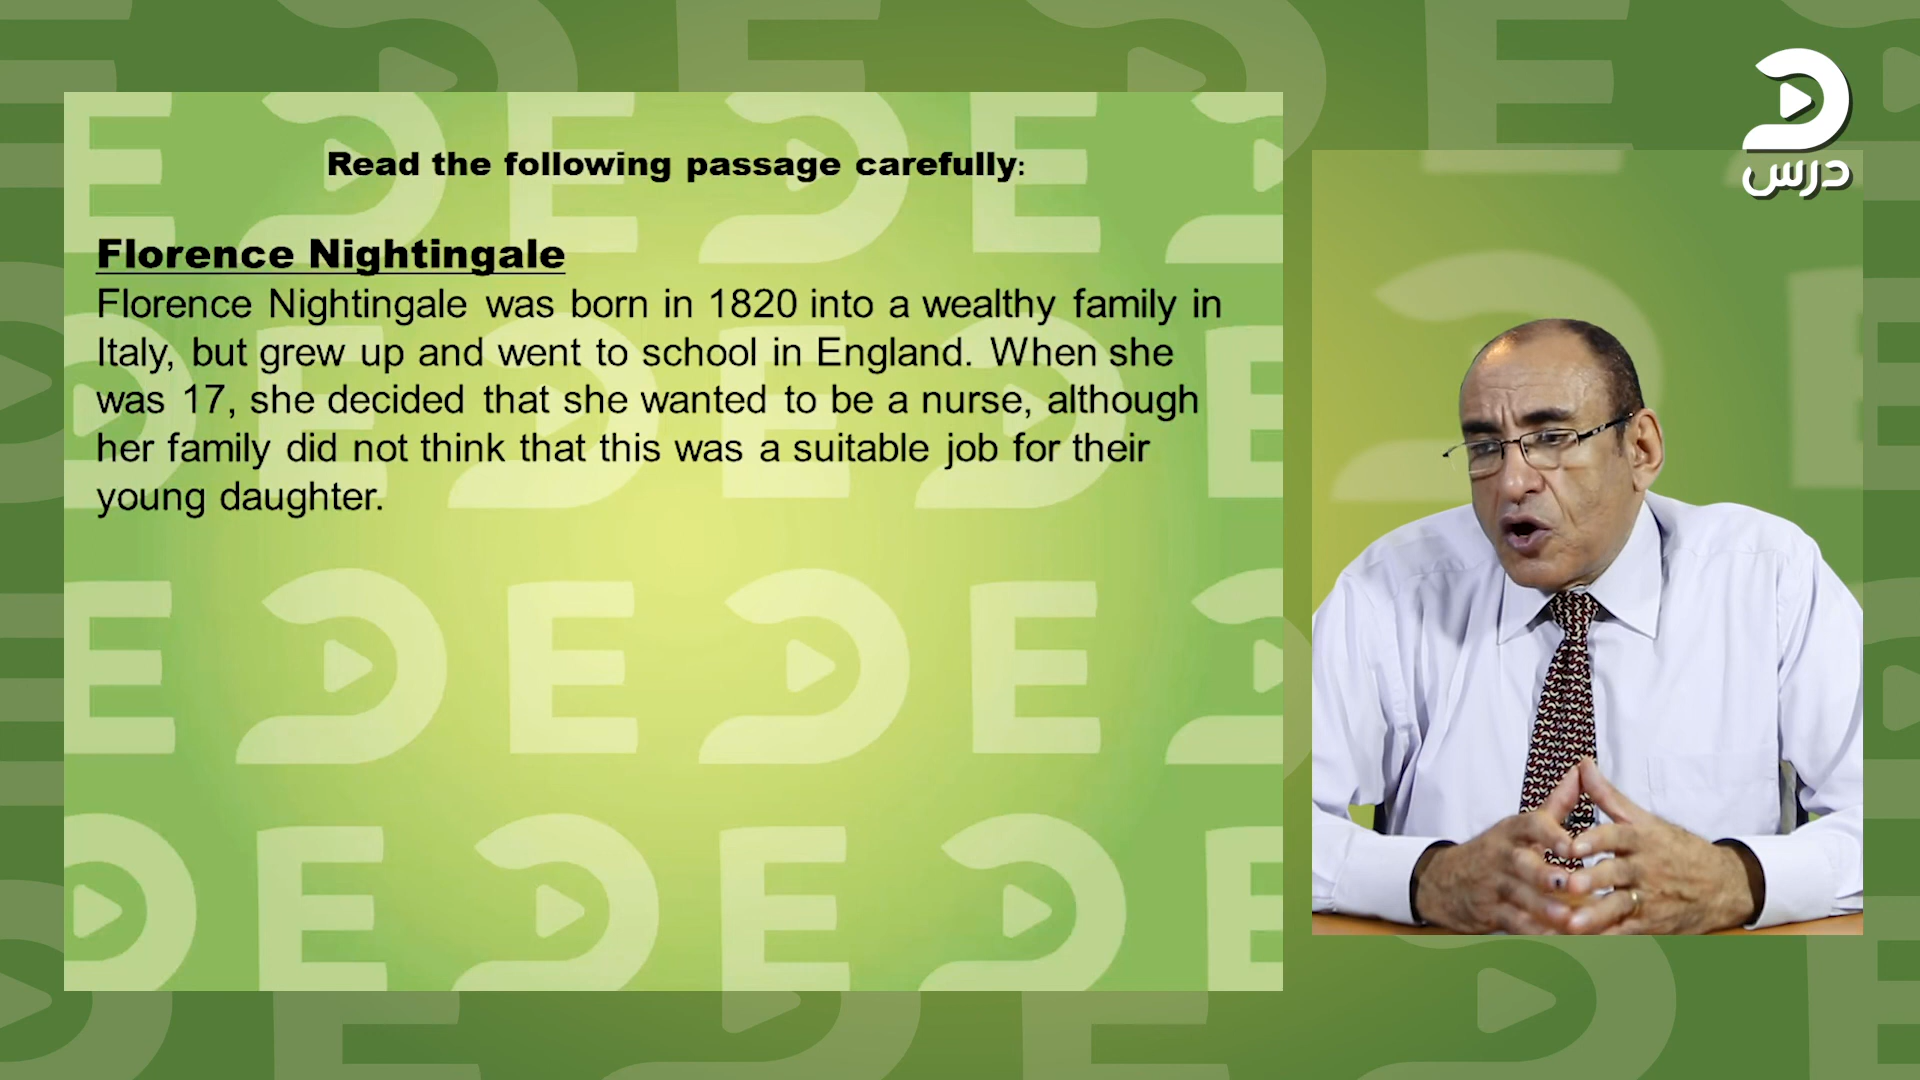 Read the following passage carefully:
Florence Nightingale
Florence Nightingale was born in 1820 into a wealthy family in
Italy, but grew up and went to school in England. When she
was 17, she decided that she wanted to be a nurse, although
her family did not think that this was a suitable job for their
young daughter.
درس